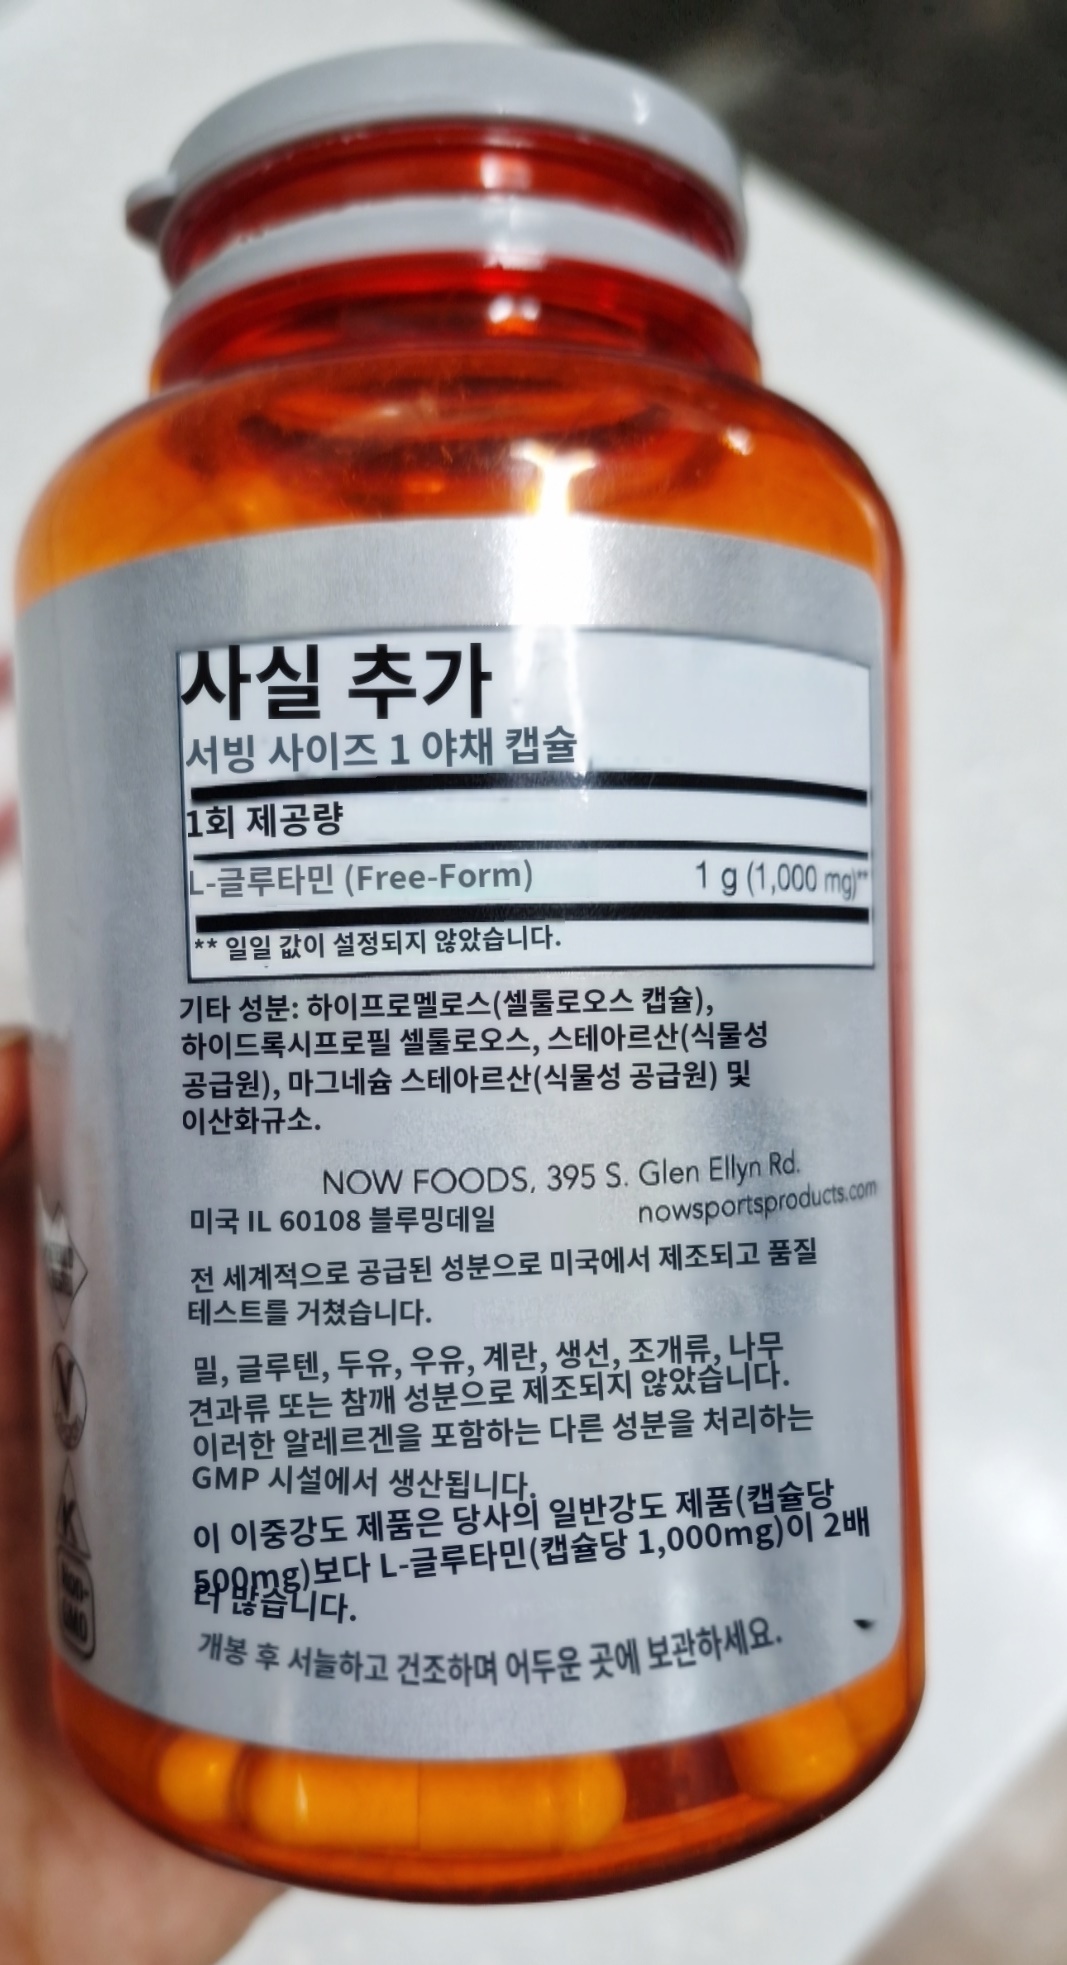 사실 추가
서빙 사이즈 1 야채 캡슐
1회 제공량
L-글루타민 (Free-Form) 1 g (1,000 mg)**
** 일일 값이 설정되지 않았습니다.
기타 성분: 하이프로멜로스(셀룰로오스 캡슐),
하이드록시프로필 셀룰로오스, 스테아르산(식물성
공급원), 마그네슘 스테아르산(식물성 공급원) 및
이산화규소.
NOW FOODS, 395 S. Glen Ellyn Rd.
미국 IL 60108 블루밍데일 nowsportsproducts.com
전 세계적으로 공급된 성분으로 미국에서 제조되고 품질
테스트를 거쳤습니다.
밀, 글루텐, 두유, 우유, 계란, 생선, 조개류, 나무
견과류 또는 참깨 성분으로 제조되지 않았습니다.
이러한 알레르겐을 포함하는 다른 성분을 처리하는
GMP 시설에서 생산됩니다.
이 이중강도 제품은 당사의 일반강도 제품(캡슐당
500mg)보다 L-글루타민(캡슐당 1,000mg)이 2배
더 많습니다.
개봉 후 서늘하고 건조하며 어두운 곳에 보관하세요.
NON-
GMO